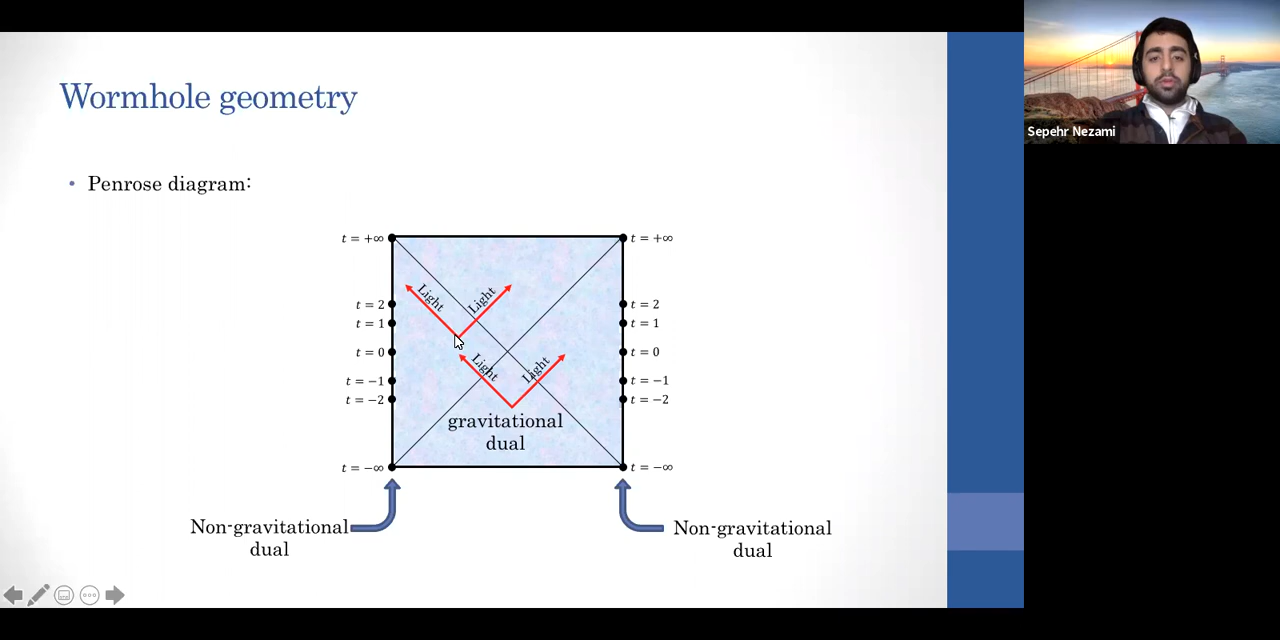 Wormhole geometry
Sepehr Nezami
• Penrose diagram:
t = +∞
t = +∞
Light
Light
t = 2
t = 2
t = 1
t = 1
t = 0
t = 0
Light
Light
t = −1
t = −1
t = −2
t = −2
gravitational
dual
t = −∞
t = −∞
Non-gravitational
dual
Non-gravitational
dual